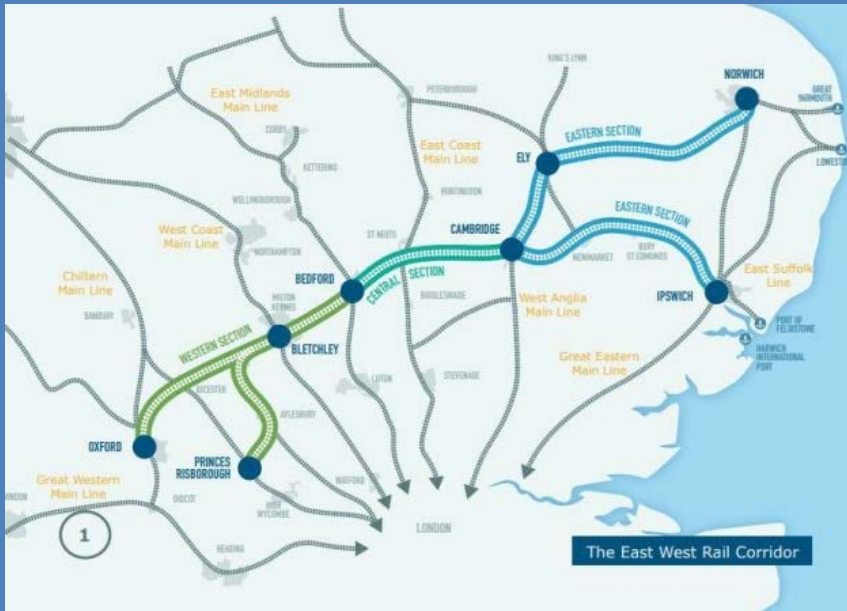 NORWICH
GREAT
YARMOUTH
KING'S LYNN
PETERBOROUGH
East Midlands
Main Line
CORBY
East Coast
Main Line
EASTERN SECTION
ELY
KETTERING
WELLINGBOROUGH
HUNTINGDON
West Coast
Main Line
NORTHAMPTON
ST NEOTS
CAMBRIDGE
EASTERN SECTION
NEWMARKET
BURY
ST EDMUNDS
East Suffolk
Line
Chiltern
Main Line
BEDFORD
CENTRAL SECTION
MILTON
KEYNES
BIGGLESWADE
West Anglia
Main Line
IPSWICH
BANBURY
WESTERN SECTION
BLETCHLEY
PORT OF
FELIXSTOWE
HARWICH
INTERNATIONAL
PORT
Great Eastern
Main Line
LUTON
STEVENAGE
BICESTER
AYLESBURY
OXFORD
PRINCES
RISBOROUGH
Great Western
Main Line
DIDCOT
HIGH
WYCOMBE
WATFORD
LONDON
1
READING
The East West Rail Corridor